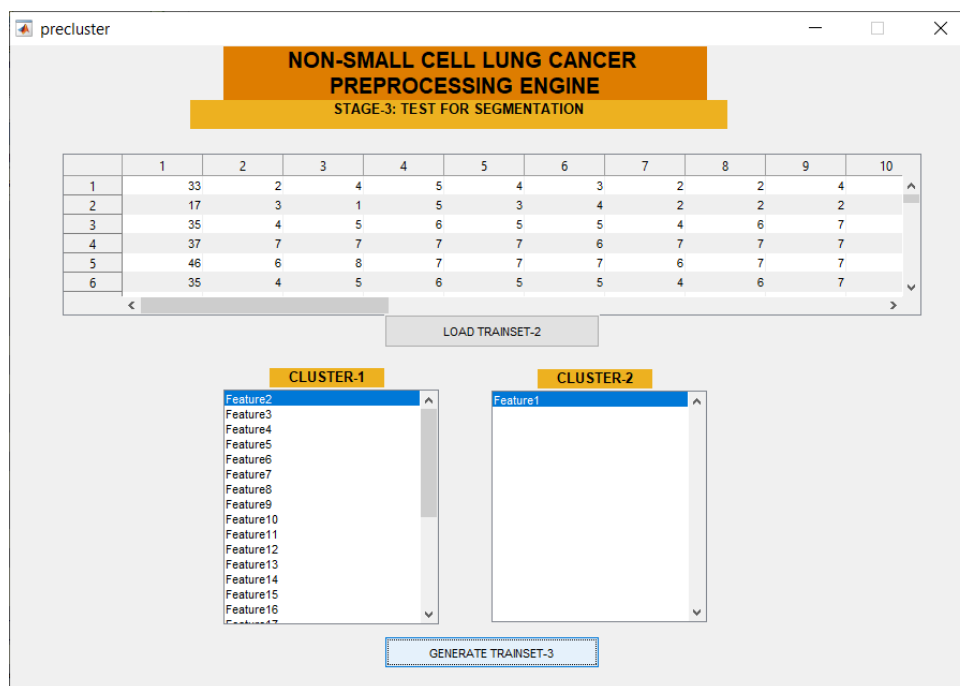 precluster
NON-SMALL CELL LUNG CANCER
PREPROCESSING ENGINE
STAGE-3: TEST FOR SEGMENTATION
1 2 3 4 5 6 7 8 9 10
1 33 2 4 5 4 3 2 2 4
2 17 3 1 5 3 4 2 2 2
3 35 4 5 6 5 5 4 6 7
4 37 7 7 7 7 6 7 7 7
5 46 6 8 7 7 7 6 7 7
6 35 4 5 6 5 5 4 6 7
LOAD TRAINSET-2
CLUSTER-1
Feature2
Feature3
Feature4
Feature5
Feature6
Feature7
Feature8
Feature9
Feature10
Feature11
Feature12
Feature13
Feature14
Feature15
Feature16
Feature17
CLUSTER-2
Feature1
GENERATE TRAINSET-3